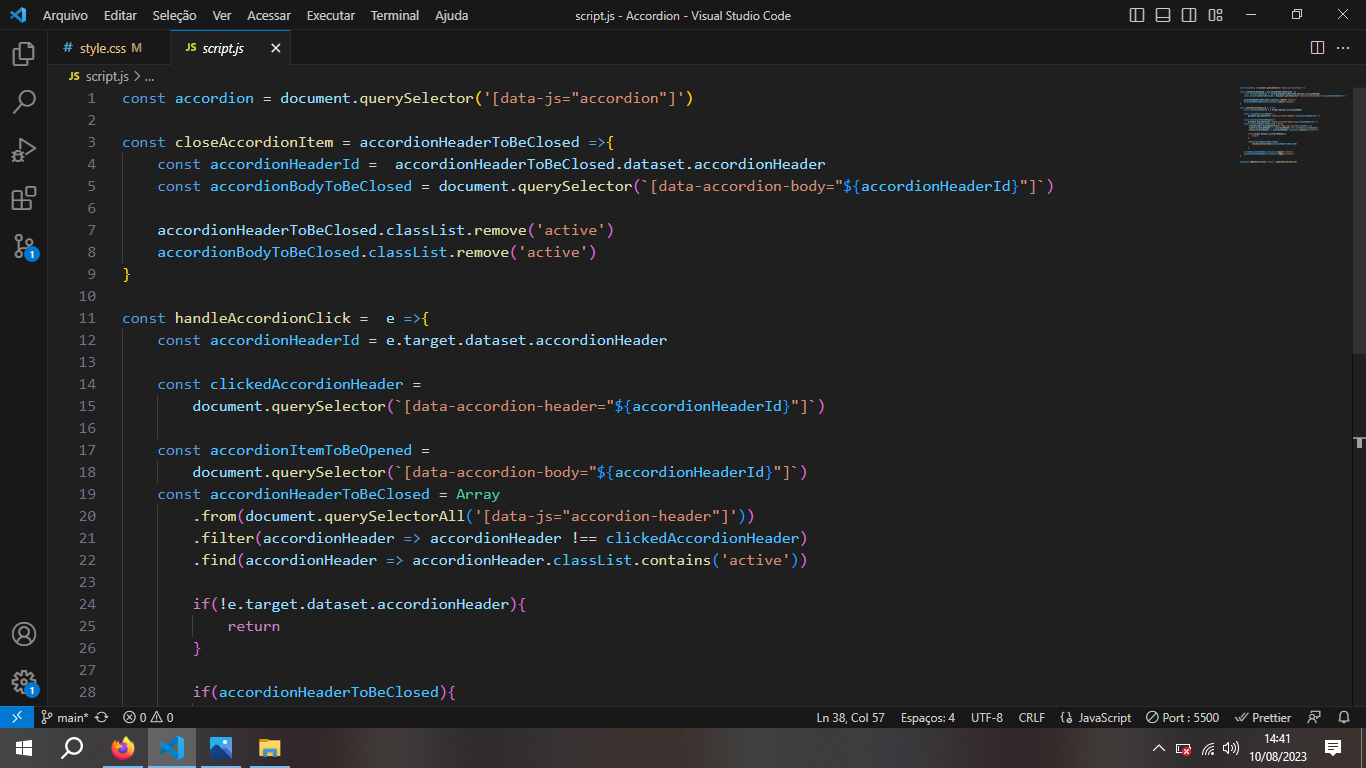 Arquivo Editar Seleção Ver Acessar Executar Terminal Ajuda script.js - Accordion - Visual Studio Code
# style.css M JS script.js
JS script.js > ...
1 const accordion = document.querySelector('[data-js="accordion"]')
2
3 const closeAccordionItem = accordionHeaderToBeClosed =>{
4 const accordionHeaderId =  accordionHeaderToBeClosed.dataset.accordionHeader
5 const accordionBodyToBeClosed = document.querySelector(`[data-accordion-body="${accordionHeaderId}"]`)
6
7 accordionHeaderToBeClosed.classList.remove('active')
8 accordionBodyToBeClosed.classList.remove('active')
9 }
10
11 const handleAccordionClick =  e =>{
12 const accordionHeaderId = e.target.dataset.accordionHeader
13
14 const clickedAccordionHeader =
15 document.querySelector(`[data-accordion-header="${accordionHeaderId}"]`)
16
17 const accordionItemToBeOpened =
18 document.querySelector(`[data-accordion-body="${accordionHeaderId}"]`)
19 const accordionHeaderToBeClosed = Array
20 .from(document.querySelectorAll('[data-js="accordion-header"]'))
21 .filter(accordionHeader => accordionHeader !== clickedAccordionHeader)
22 .find(accordionHeader => accordionHeader.classList.contains('active'))
23
24 if(!e.target.dataset.accordionHeader){
25 return
26 }
27
28 if(accordionHeaderToBeClosed){
1
1
main* 0 0 Ln 38, Col 57 Espaços: 4 UTF-8 CRLF JavaScript Port : 5500 Prettier
14:41
10/08/2023